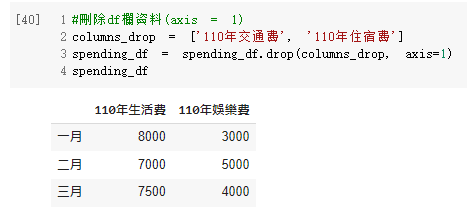 [40]
1 #刪除df欄資料(axis = 1)
2 columns_drop = ['110年交通費', '110年住宿費']
3 spending_df = spending_df.drop(columns_drop, axis=1)
4 spending_df
110年生活費 110年娛樂費
一月 8000 3000
二月 7000 5000
三月 7500 4000